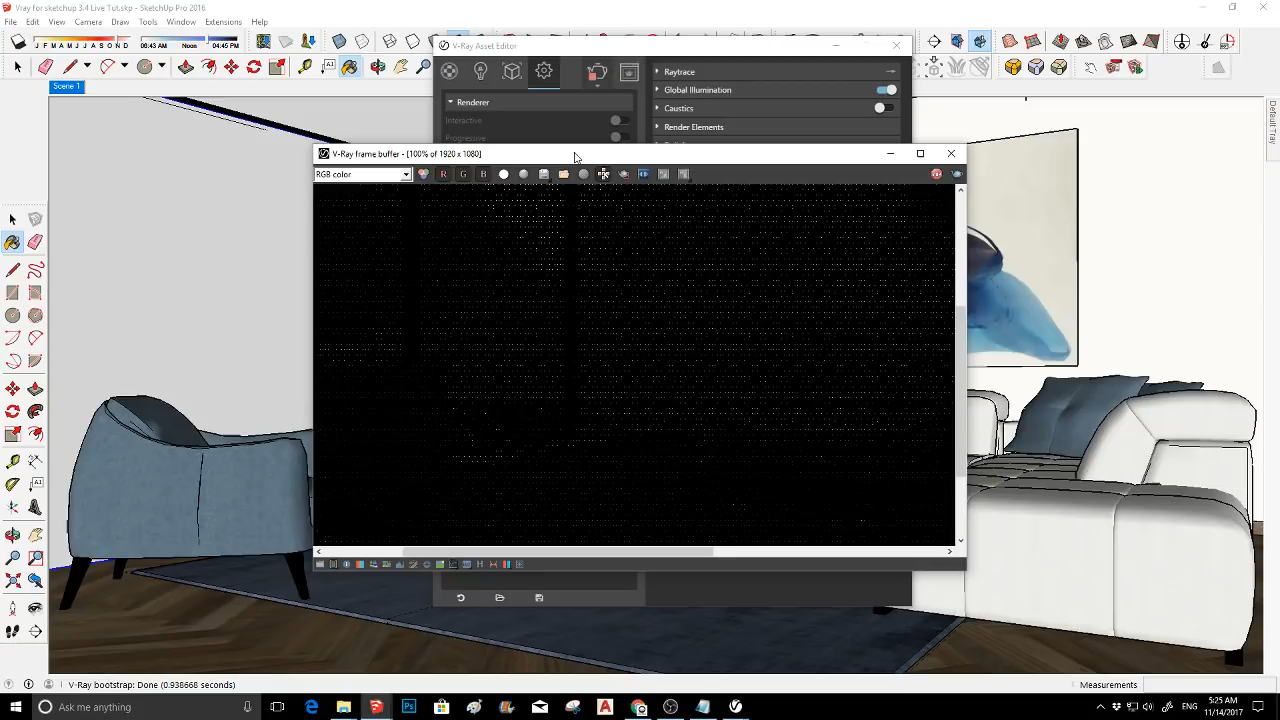 Vray for sketchup 3.4 Live Tut.skp - SketchUp Pro 2016
File Edit View Camera Draw Tools Window Extensions Help
J F M A M J J A S O N D
06:43 AM Noon 04:45 PM
Scene 1
V-Ray Asset Editor
Renderer
Interactive
Progressive
Raytrace
Global Illumination
Caustics
Render Elements
V-Ray frame buffer - [100% of 1920 x 1080]
RGB color
R G B
Default Tray
V-Ray bootstrap: Done (0.938668 seconds)
Measurements
Ask me anything
5:25 AM
11/14/2017